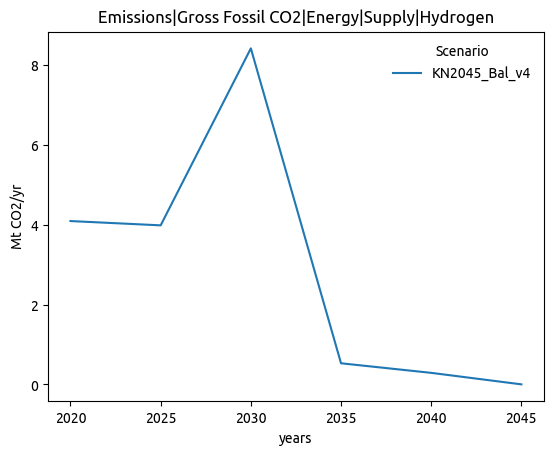 Emissions|Gross Fossil CO2|Energy|Supply|Hydrogen
Scenario
KN2045_Bal_v4
Mt CO2/yr
8
6
4
2
0
2020 2025 2030 2035 2040 2045
years